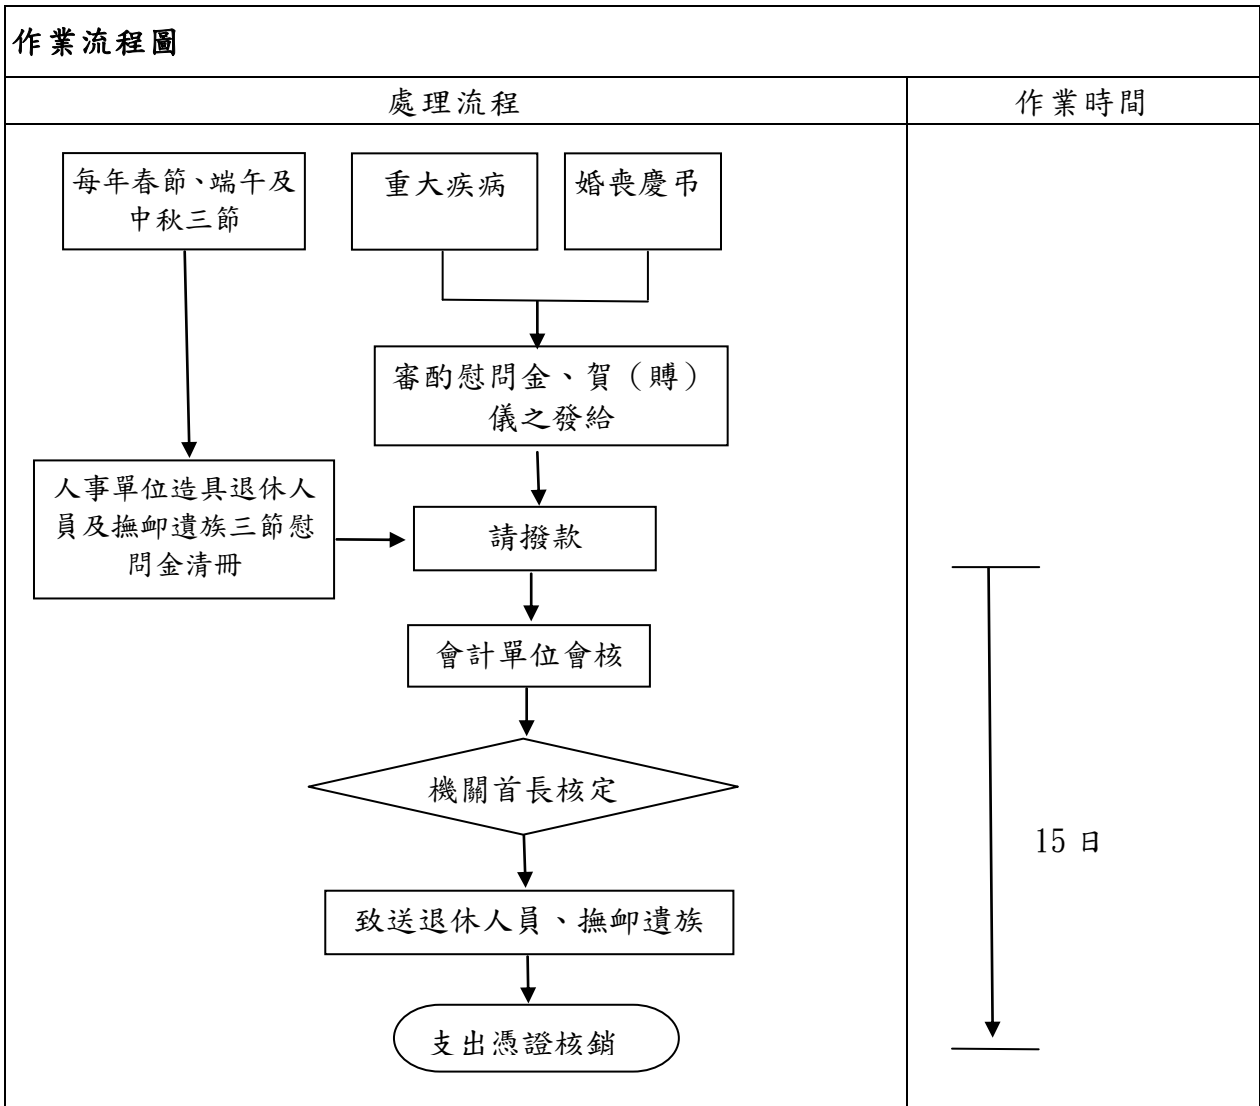 作業流程圖
處理流程
作業時間
每年春節、端午及
中秋三節
重大疾病
婚喪慶弔
審酌慰問金、賀（賻）
儀之發給
人事單位造具退休人
員及撫卹遺族三節慰
問金清冊
請撥款
會計單位會核
機關首長核定
15 日
致送退休人員、撫卹遺族
支出憑證核銷